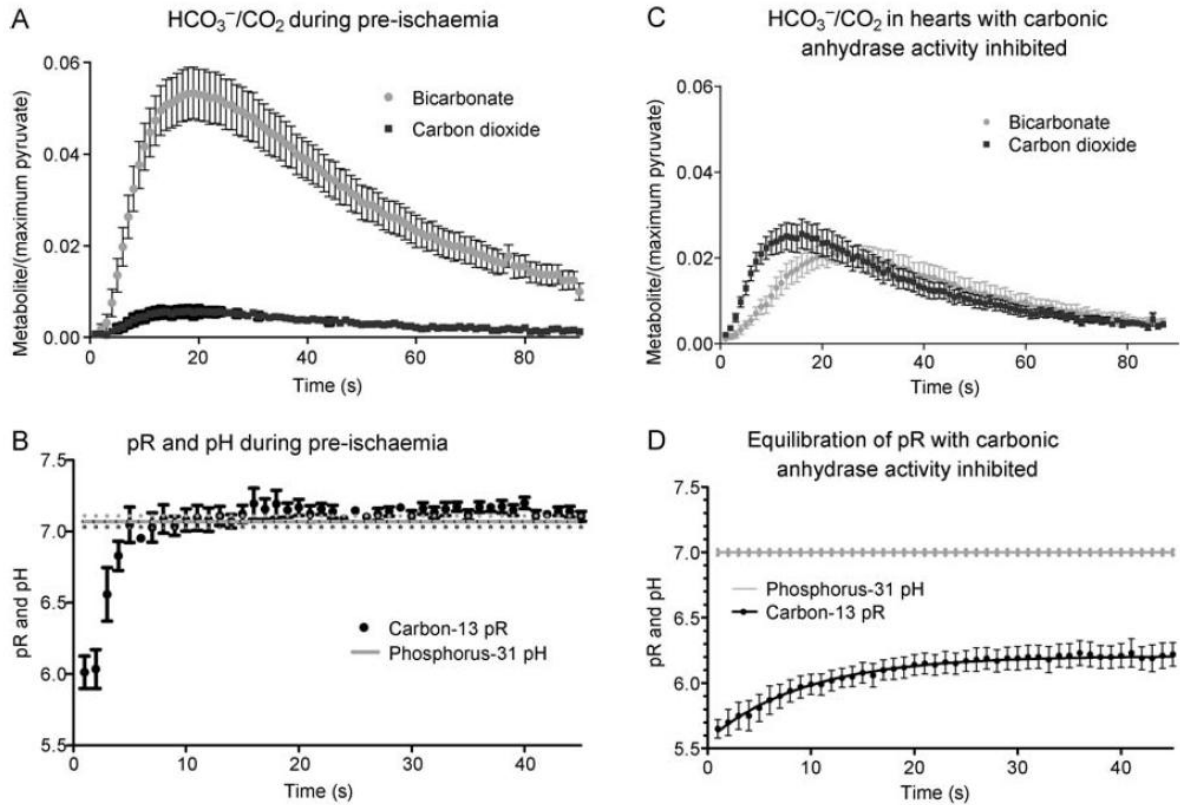 A
HCO₃⁻/CO₂ during pre-ischaemia
Metabolite/(maximum pyruvate)
0.06
0.04
0.02
0.00
Bicarbonate
Carbon dioxide
0
20
40
60
80
Time (s)
B
pR and pH during pre-ischaemia
pR and pH
7.5
7.0
6.5
6.0
5.5
Carbon-13 pR
Phosphorus-31 pH
0
10
20
30
40
Time (s)
C
HCO₃⁻/CO₂ in hearts with carbonic
anhydrase activity inhibited
Metabolite/(maximum pyruvate)
0.06
0.04
0.02
0.00
Bicarbonate
Carbon dioxide
0
20
40
60
80
Time (s)
D
Equilibration of pR with carbonic
anhydrase activity inhibited
pR and pH
7.5
7.0
6.5
6.0
5.5
Phosphorus-31 pH
Carbon-13 pR
0
10
20
30
40
Time (s)